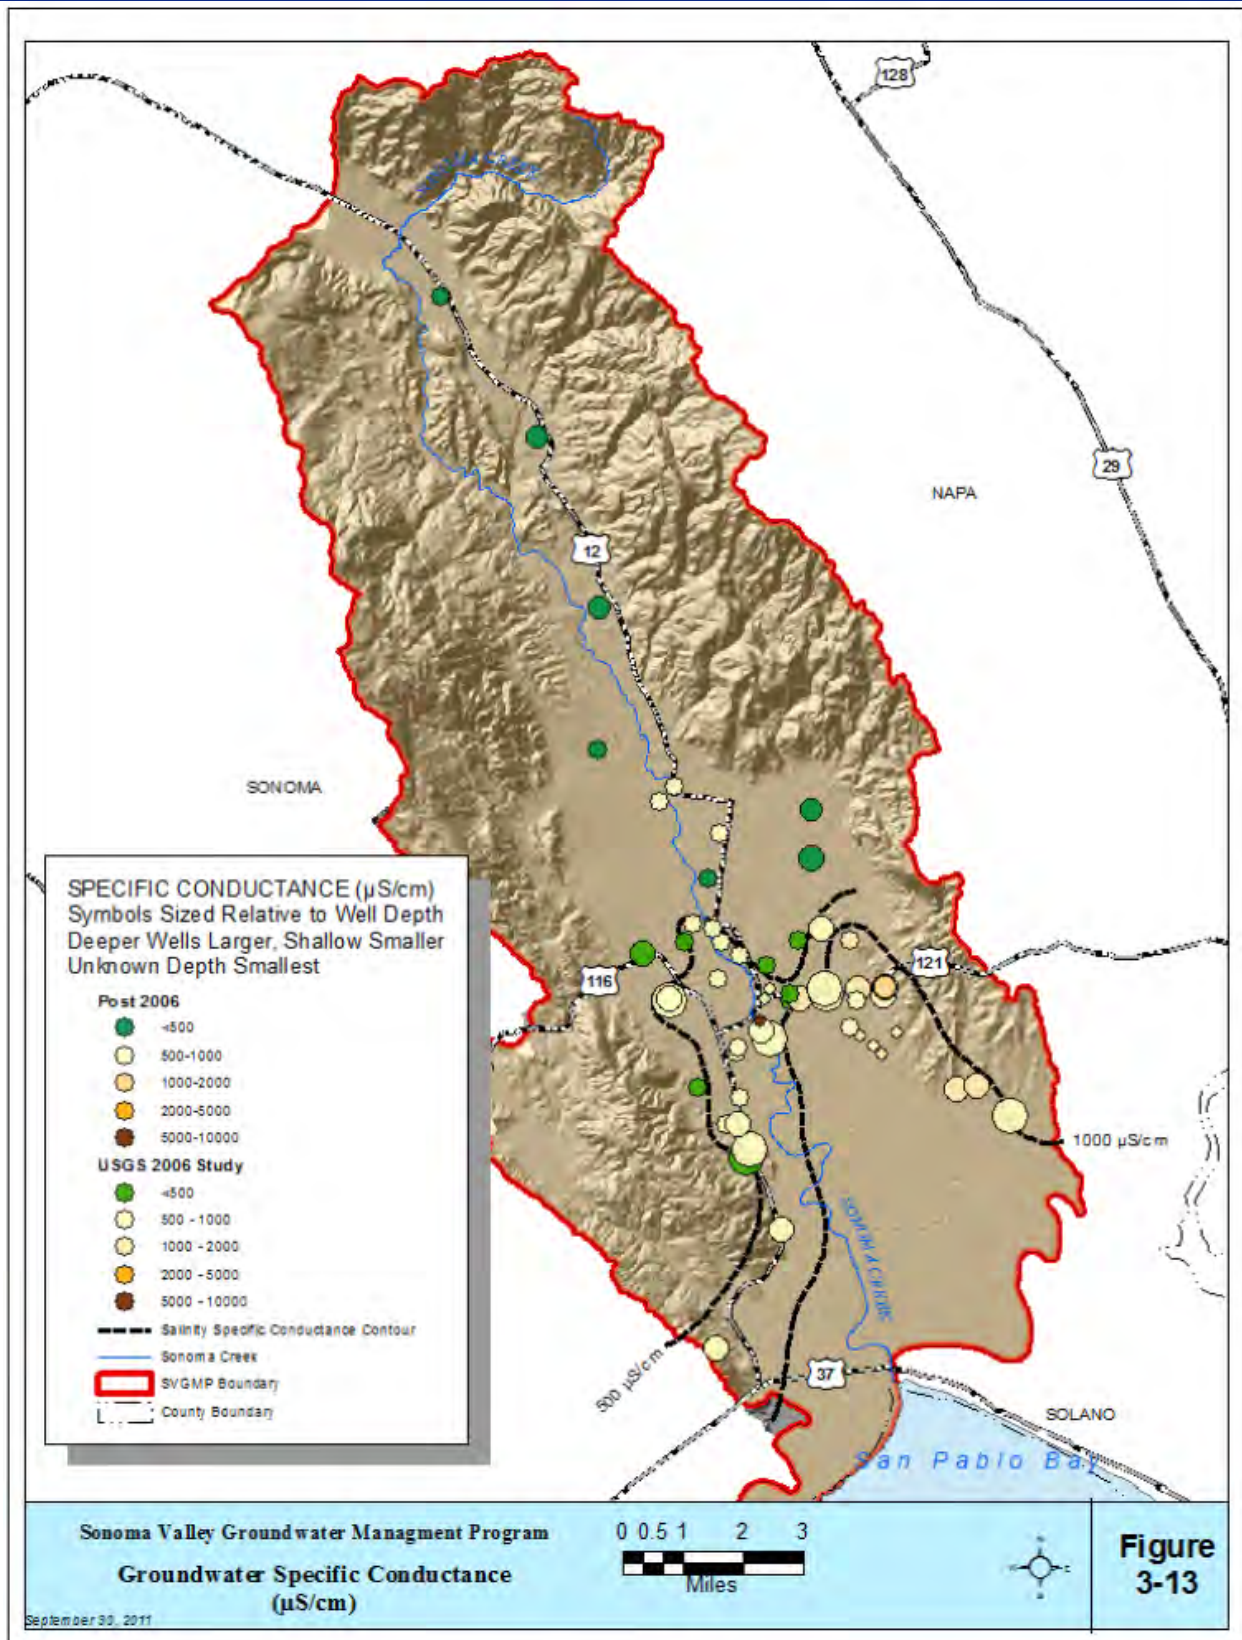 128
SONOMA CREEK
29
NAPA
12
SONOMA
SPECIFIC CONDUCTANCE (µS/cm)
Symbols Sized Relative to Well Depth
Deeper Wells Larger, Shallow Smaller
Unknown Depth Smallest
Post 2006
<500
500-1000
1000-2000
2000-5000
5000-10000
USGS 2006 Study
<500
500 - 1000
1000 - 2000
2000 - 5000
5000 - 10000
Salinity Specific Conductance Contour
Sonoma Creek
SVGMP Boundary
County Boundary
116
121
1000 µS/cm
SONOMA CREEK
500 µS/cm
37
SOLANO
San Pablo Bay
Sonoma Valley Groundwater Managment Program
Groundwater Specific Conductance
(µS/cm)
September 30, 2011
0 0.5 1 2 3
Miles
Figure
3-13